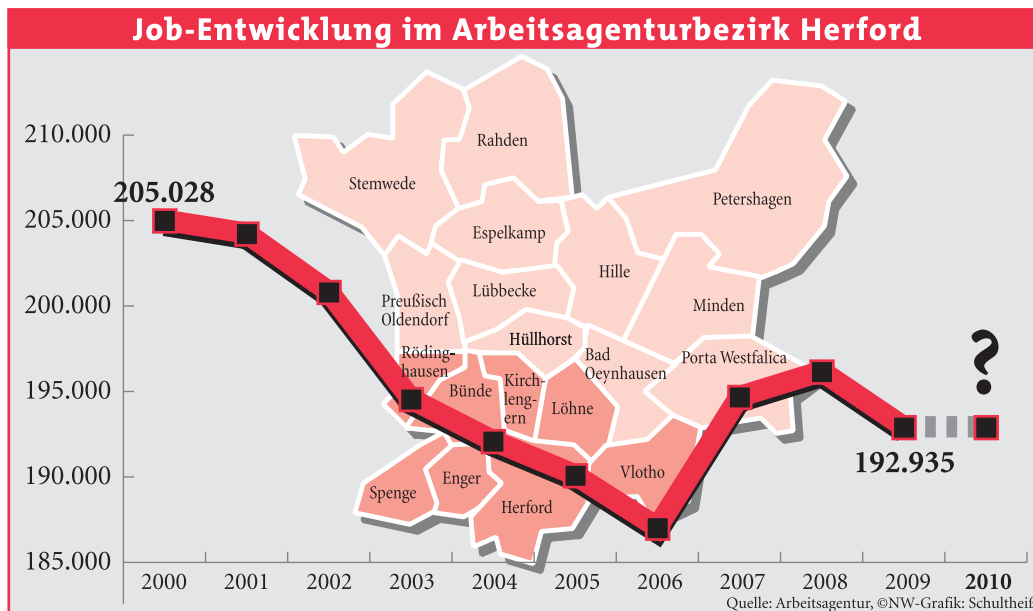 Job-Entwicklung im Arbeitsagenturbezirk Herford
210.000
205.000
200.000
195.000
190.000
185.000
205.028
192.935
?
Rahden
Stemwede
Petershagen
Espelkamp
Hille
Lübbecke
Minden
Preußisch
Oldendorf
Hüllhorst
Bad
Oeynhausen
Porta Westfalica
Röding-
hausen
Bünde
Kirch-
leng-
ern
Löhne
Vlotho
Enger
Spenge
Herford
2000 2001 2002 2003 2004 2005 2006 2007 2008 2009 2010
Quelle: Arbeitsagentur, ©NW-Grafik: Schultheiß